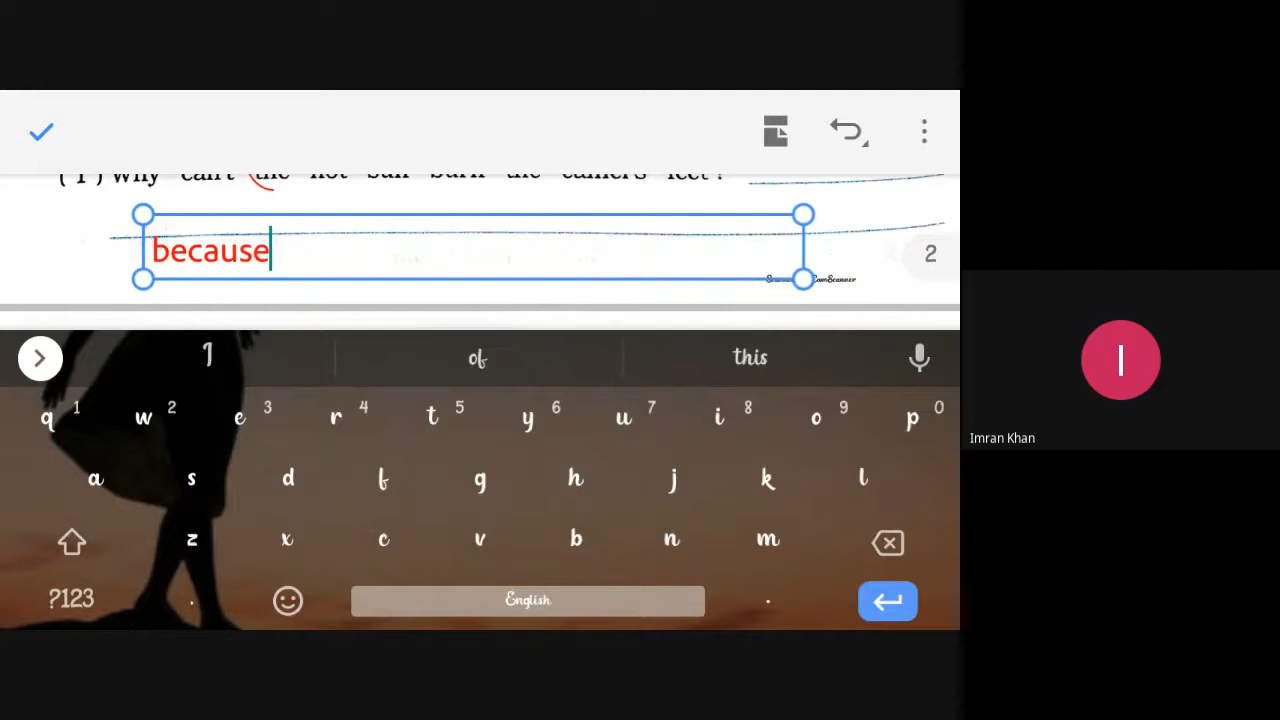 ( 1 ) Why can't the hot sun burn the camel's feet?
because
2
CamScanner
I of this
q 1 w 2 e 3 r 4 t 5 y 6 u 7 i 8 o 9 p 0
a s d f g h j k l
z x c v b n m
?123 . English .
I
Imran Khan